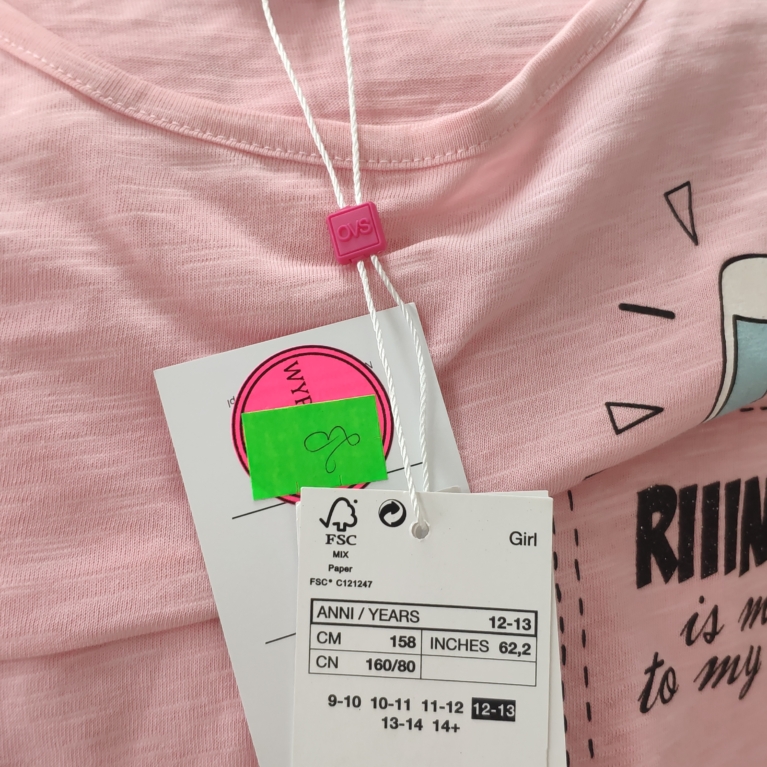 OVS
WYP
FSC
MIX
Paper
FSC® C121247
Girl
ANNI / YEARS 12-13
CM 158 INCHES 62,2
CN 160/80
9-10 10-11 11-12 12-13
13-14 14+
RIIIN
is m
to my